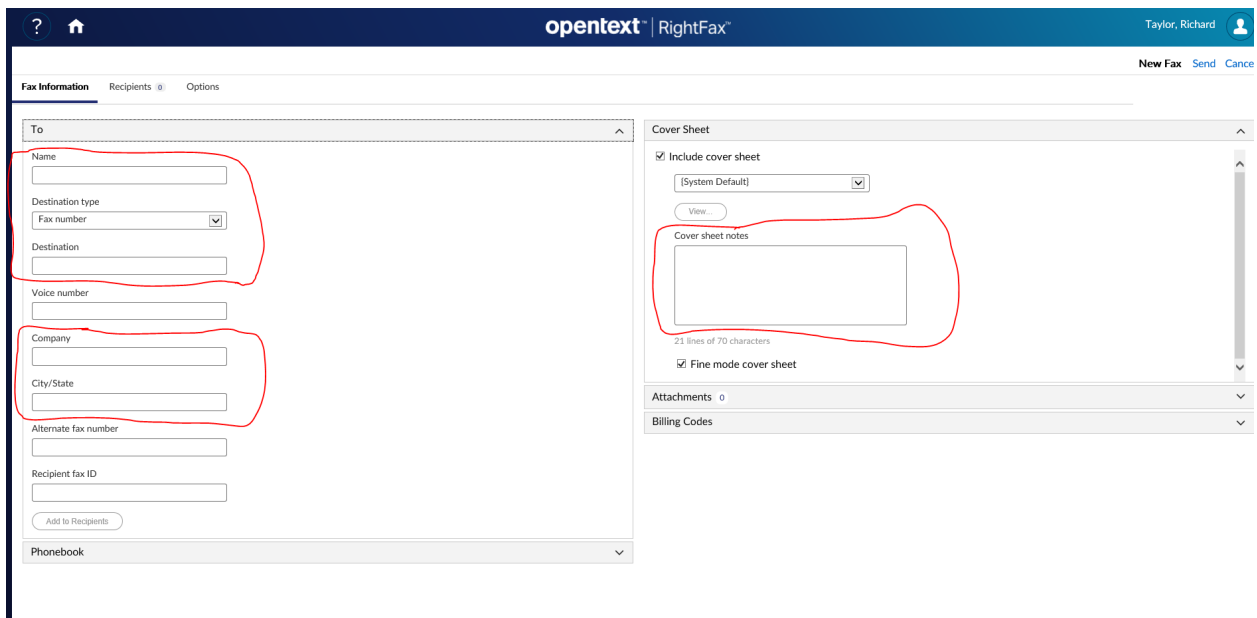 ? opentext™ | RightFax™ Taylor, Richard
New Fax Send Cance
Fax Information Recipients 0 Options
To
Name
Destination type
Fax number
Destination
Voice number
Company
City/State
Alternate fax number
Recipient fax ID
Add to Recipients
Phonebook
Cover Sheet
Include cover sheet
{System Default}
View...
Cover sheet notes
21 lines of 70 characters
Fine mode cover sheet
Attachments 0
Billing Codes